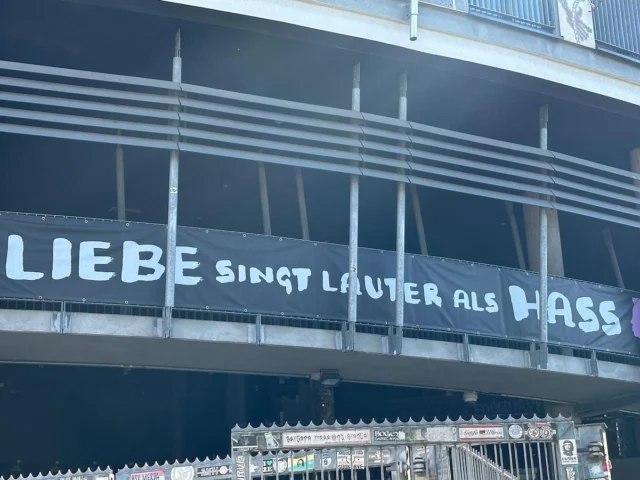 LIEBE SINGT LAUTER ALS HASS